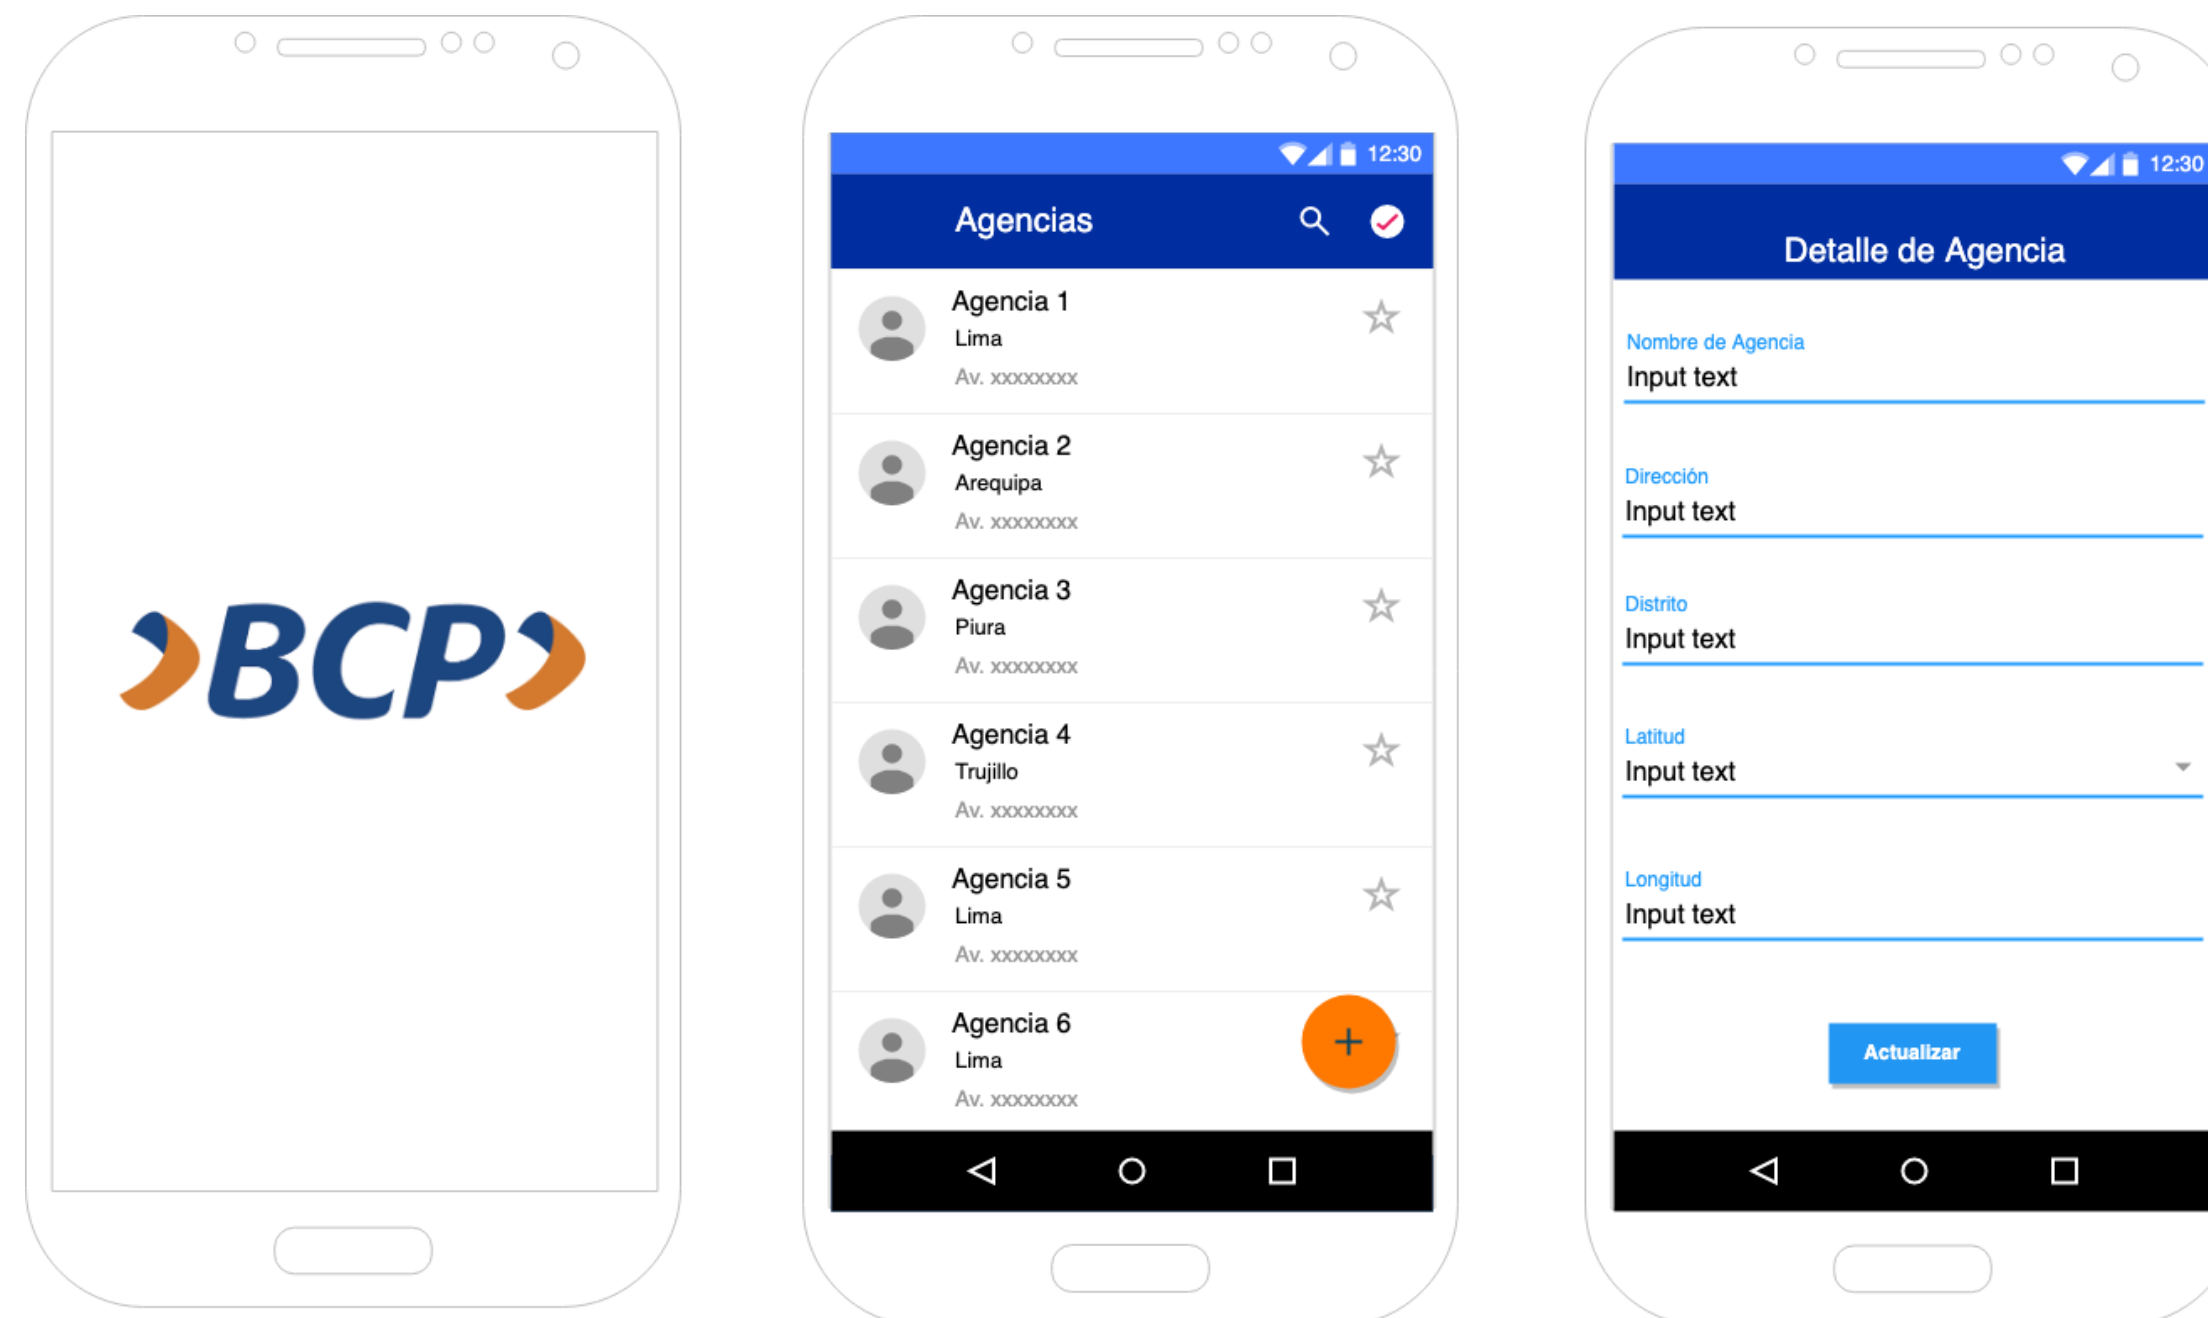 BCP
12:30
Agencias
Agencia 1
Lima
Av. xxxxxxxx
Agencia 2
Arequipa
Av. xxxxxxxx
Agencia 3
Piura
Av. xxxxxxxx
Agencia 4
Trujillo
Av. xxxxxxxx
Agencia 5
Lima
Av. xxxxxxxx
Agencia 6
Lima
Av. xxxxxxxx
12:30
Detalle de Agencia
Nombre de Agencia
Input text
Dirección
Input text
Distrito
Input text
Latitud
Input text
Longitud
Input text
Actualizar